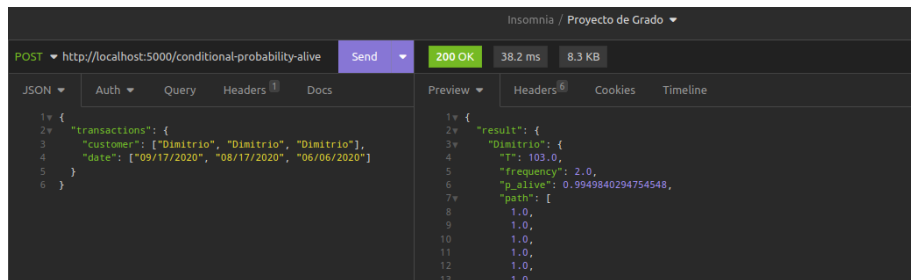 Insomnia / Proyecto de Grado
POST http://localhost:5000/conditional-probability-alive Send
200 OK 38.2 ms 8.3 KB
JSON Auth Query Headers 1 Docs
Preview Headers 6 Cookies Timeline
1 {
2 "transactions": {
3 "customer": ["Dimitrio", "Dimitrio", "Dimitrio"],
4 "date": ["09/17/2020", "08/17/2020", "06/06/2020"]
5 }
6 }
1 {
2 "result": {
3 "Dimitrio": {
4 "T": 103.0,
5 "frequency": 2.0,
6 "p_alive": 0.9949840294754548,
7 "path": [
8 1.0,
9 1.0,
10 1.0,
11 1.0,
12 1.0,
13 1.0